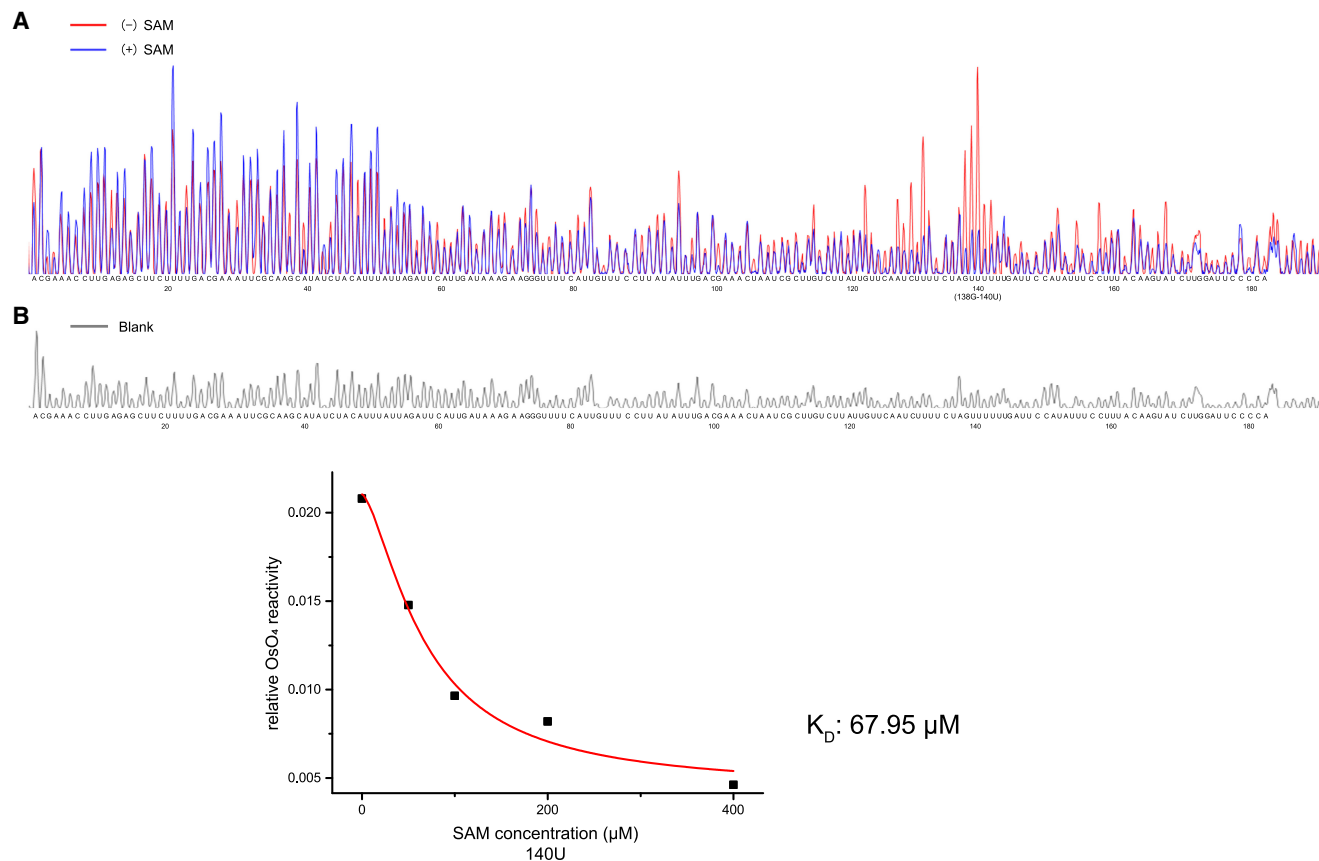 A
(−) SAM
(+) SAM
ACGAAACCUUGAGAGCUUCUUUUGACGAAAUUCGCAAGCAUAUCUACAUUUAUUAGAUUCAUUGAUAAAGAAGGGUUUUCAUUGUUUCCUUAUAUUUGACGAAACUAAUCGCUUGUCUUAUGUUCAAUCUUUUCUAGUUUUUUGAUUCCAUAUUUCCUUUACAAGUAUCUUGGAUUCCCCA
20 40 60 80 100 120 140 160 180
(138G-140U)
B
Blank
ACGAAACCUUGAGAGCUUCUUUUGACGAAAUUCGCAAGCAUAUCUACAUUUAUUAGAUUCAUUGAUAAAGAAGGGUUUUCAUUGUUUCCUUAUAUUUGACGAAACUAAUCGCUUGUCUUAUGUUCAAUCUUUUCUAGUUUUUUGAUUCCAUAUUUCCUUUACAAGUAUCUUGGAUUCCCCA
20 40 60 80 100 120 140 160 180
relative OsO₄ reactivity
0.020
0.015
0.010
0.005
0 200 400
SAM concentration (µM)
140U
K_D: 67.95 µM